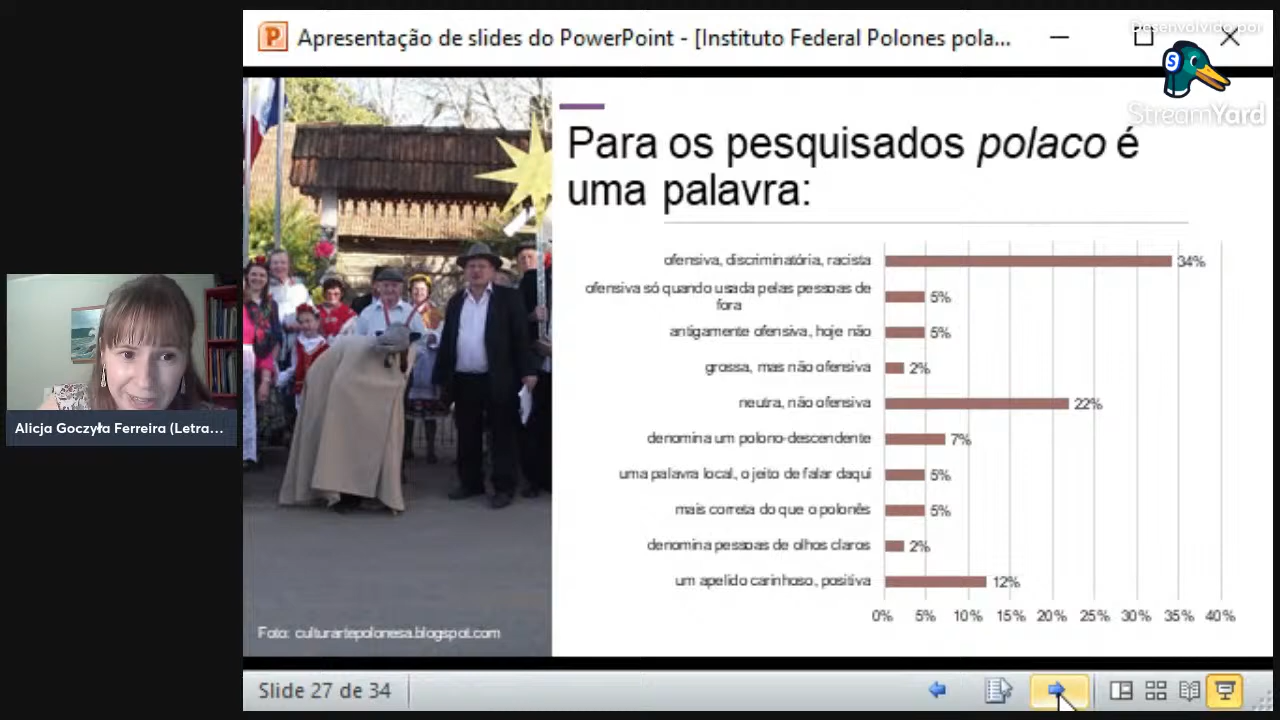 Apresentação de slides do PowerPoint - [Instituto Federal Polones pola...
Desenvolvido por
StreamYard
Para os pesquisados polaco é
uma palavra:
ofensiva, discriminatória, racista 34%
ofensiva só quando usada pelas pessoas de
fora 5%
antigamente ofensiva, hoje não 5%
grossa, mas não ofensiva 2%
neutra, não ofensiva 22%
denomina um polono-descendente 7%
uma palavra local, o jeito de falar daqui 5%
mais correta do que o polonês 5%
denomina pessoas de olhos claros 2%
um apelido carinhoso, positiva 12%
0% 5% 10% 15% 20% 25% 30% 35% 40%
Foto: culturartepolonesa.blogspot.com
Alicja Goczyła Ferreira (Letra...
Slide 27 de 34